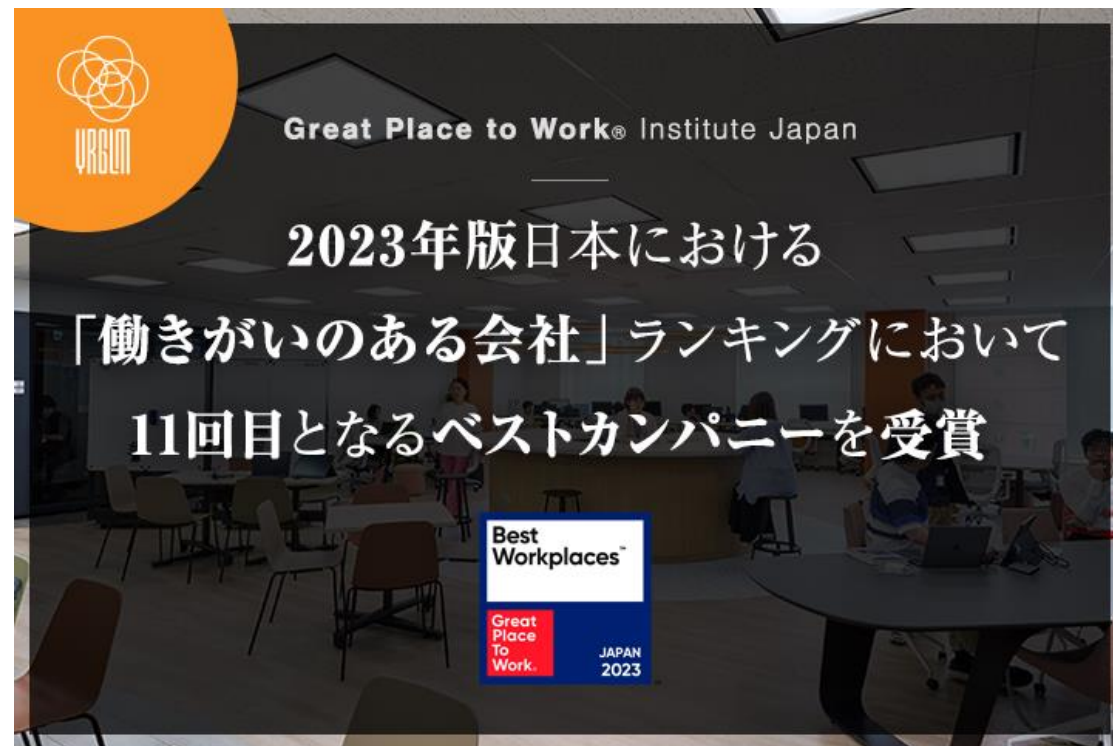 VRGLM
Great Place to Work® Institute Japan
2023年版日本における
「働きがいのある会社」ランキングにおいて
11回目となるベストカンパニーを受賞
Best
Workplaces™
Great
Place
To
Work.
JAPAN
2023